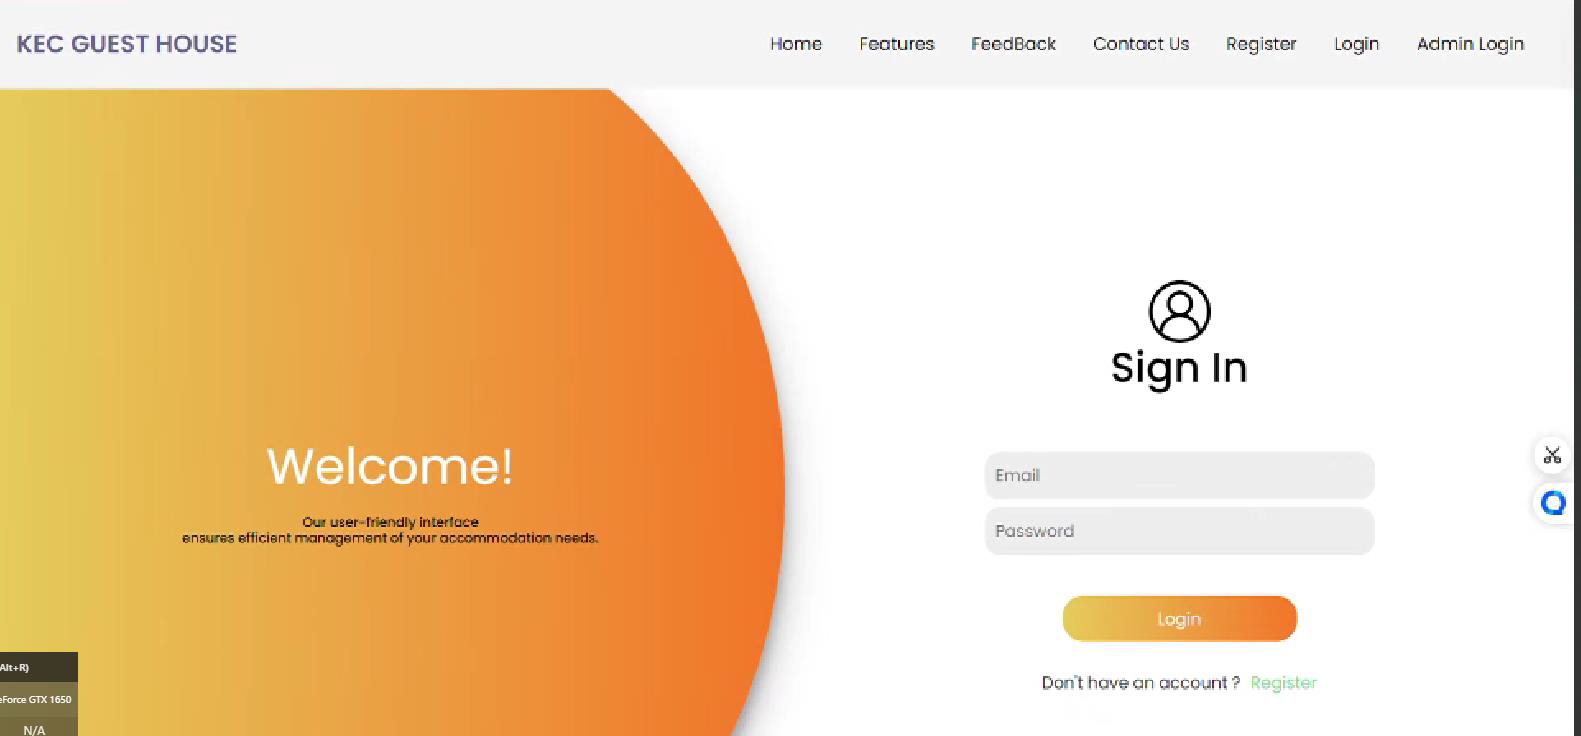 KEC GUEST HOUSE
Home Features FeedBack Contact Us Register Login Admin Login
Sign In
Welcome!
Our user-friendly interface
ensures efficient management of your accommodation needs.
Email
Password
Login
Don't have an account ? Register
Alt+R)
eForce GTX 1650
N/A